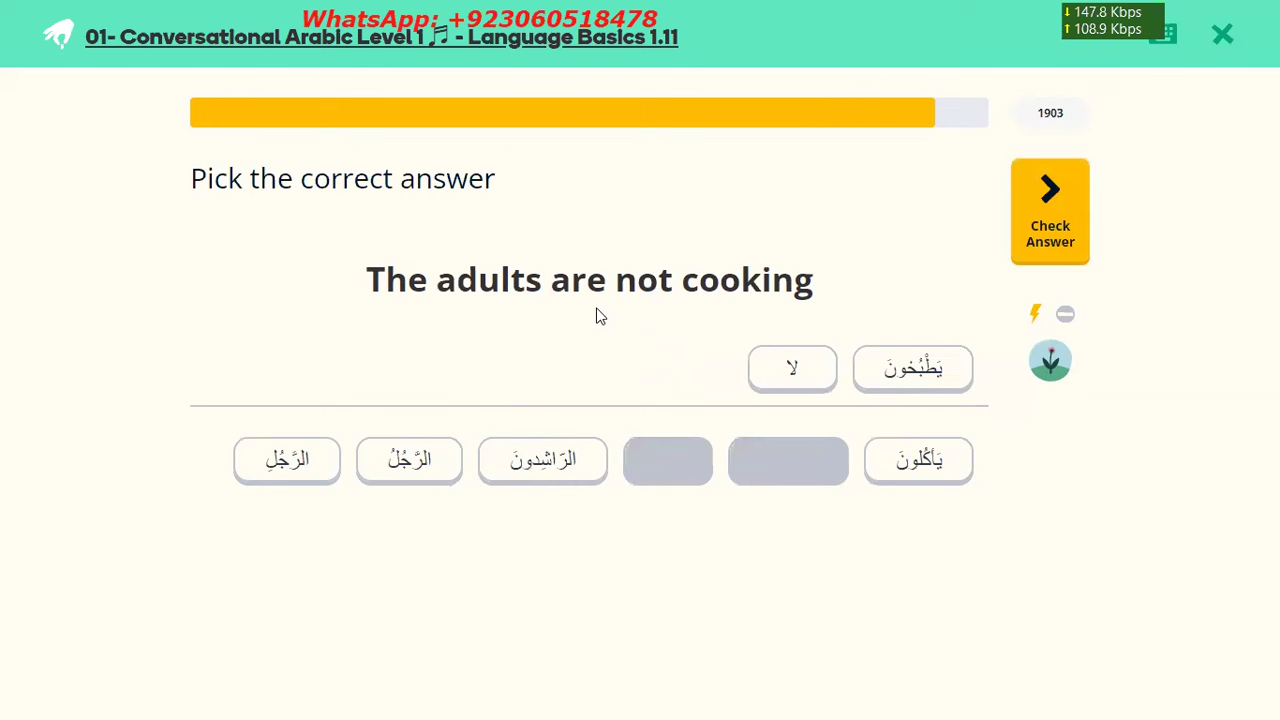 WhatsApp: +923060518478
01- Conversational Arabic Level 1 🎵 - Language Basics 1.11
147.8 Kbps
108.9 Kbps
1903
Pick the correct answer
Check
Answer
The adults are not cooking
يَطْبُخونَ لا
يَأكُلونَ الرّاشِدونَ الرَّجُلُ الرَّجُلِ